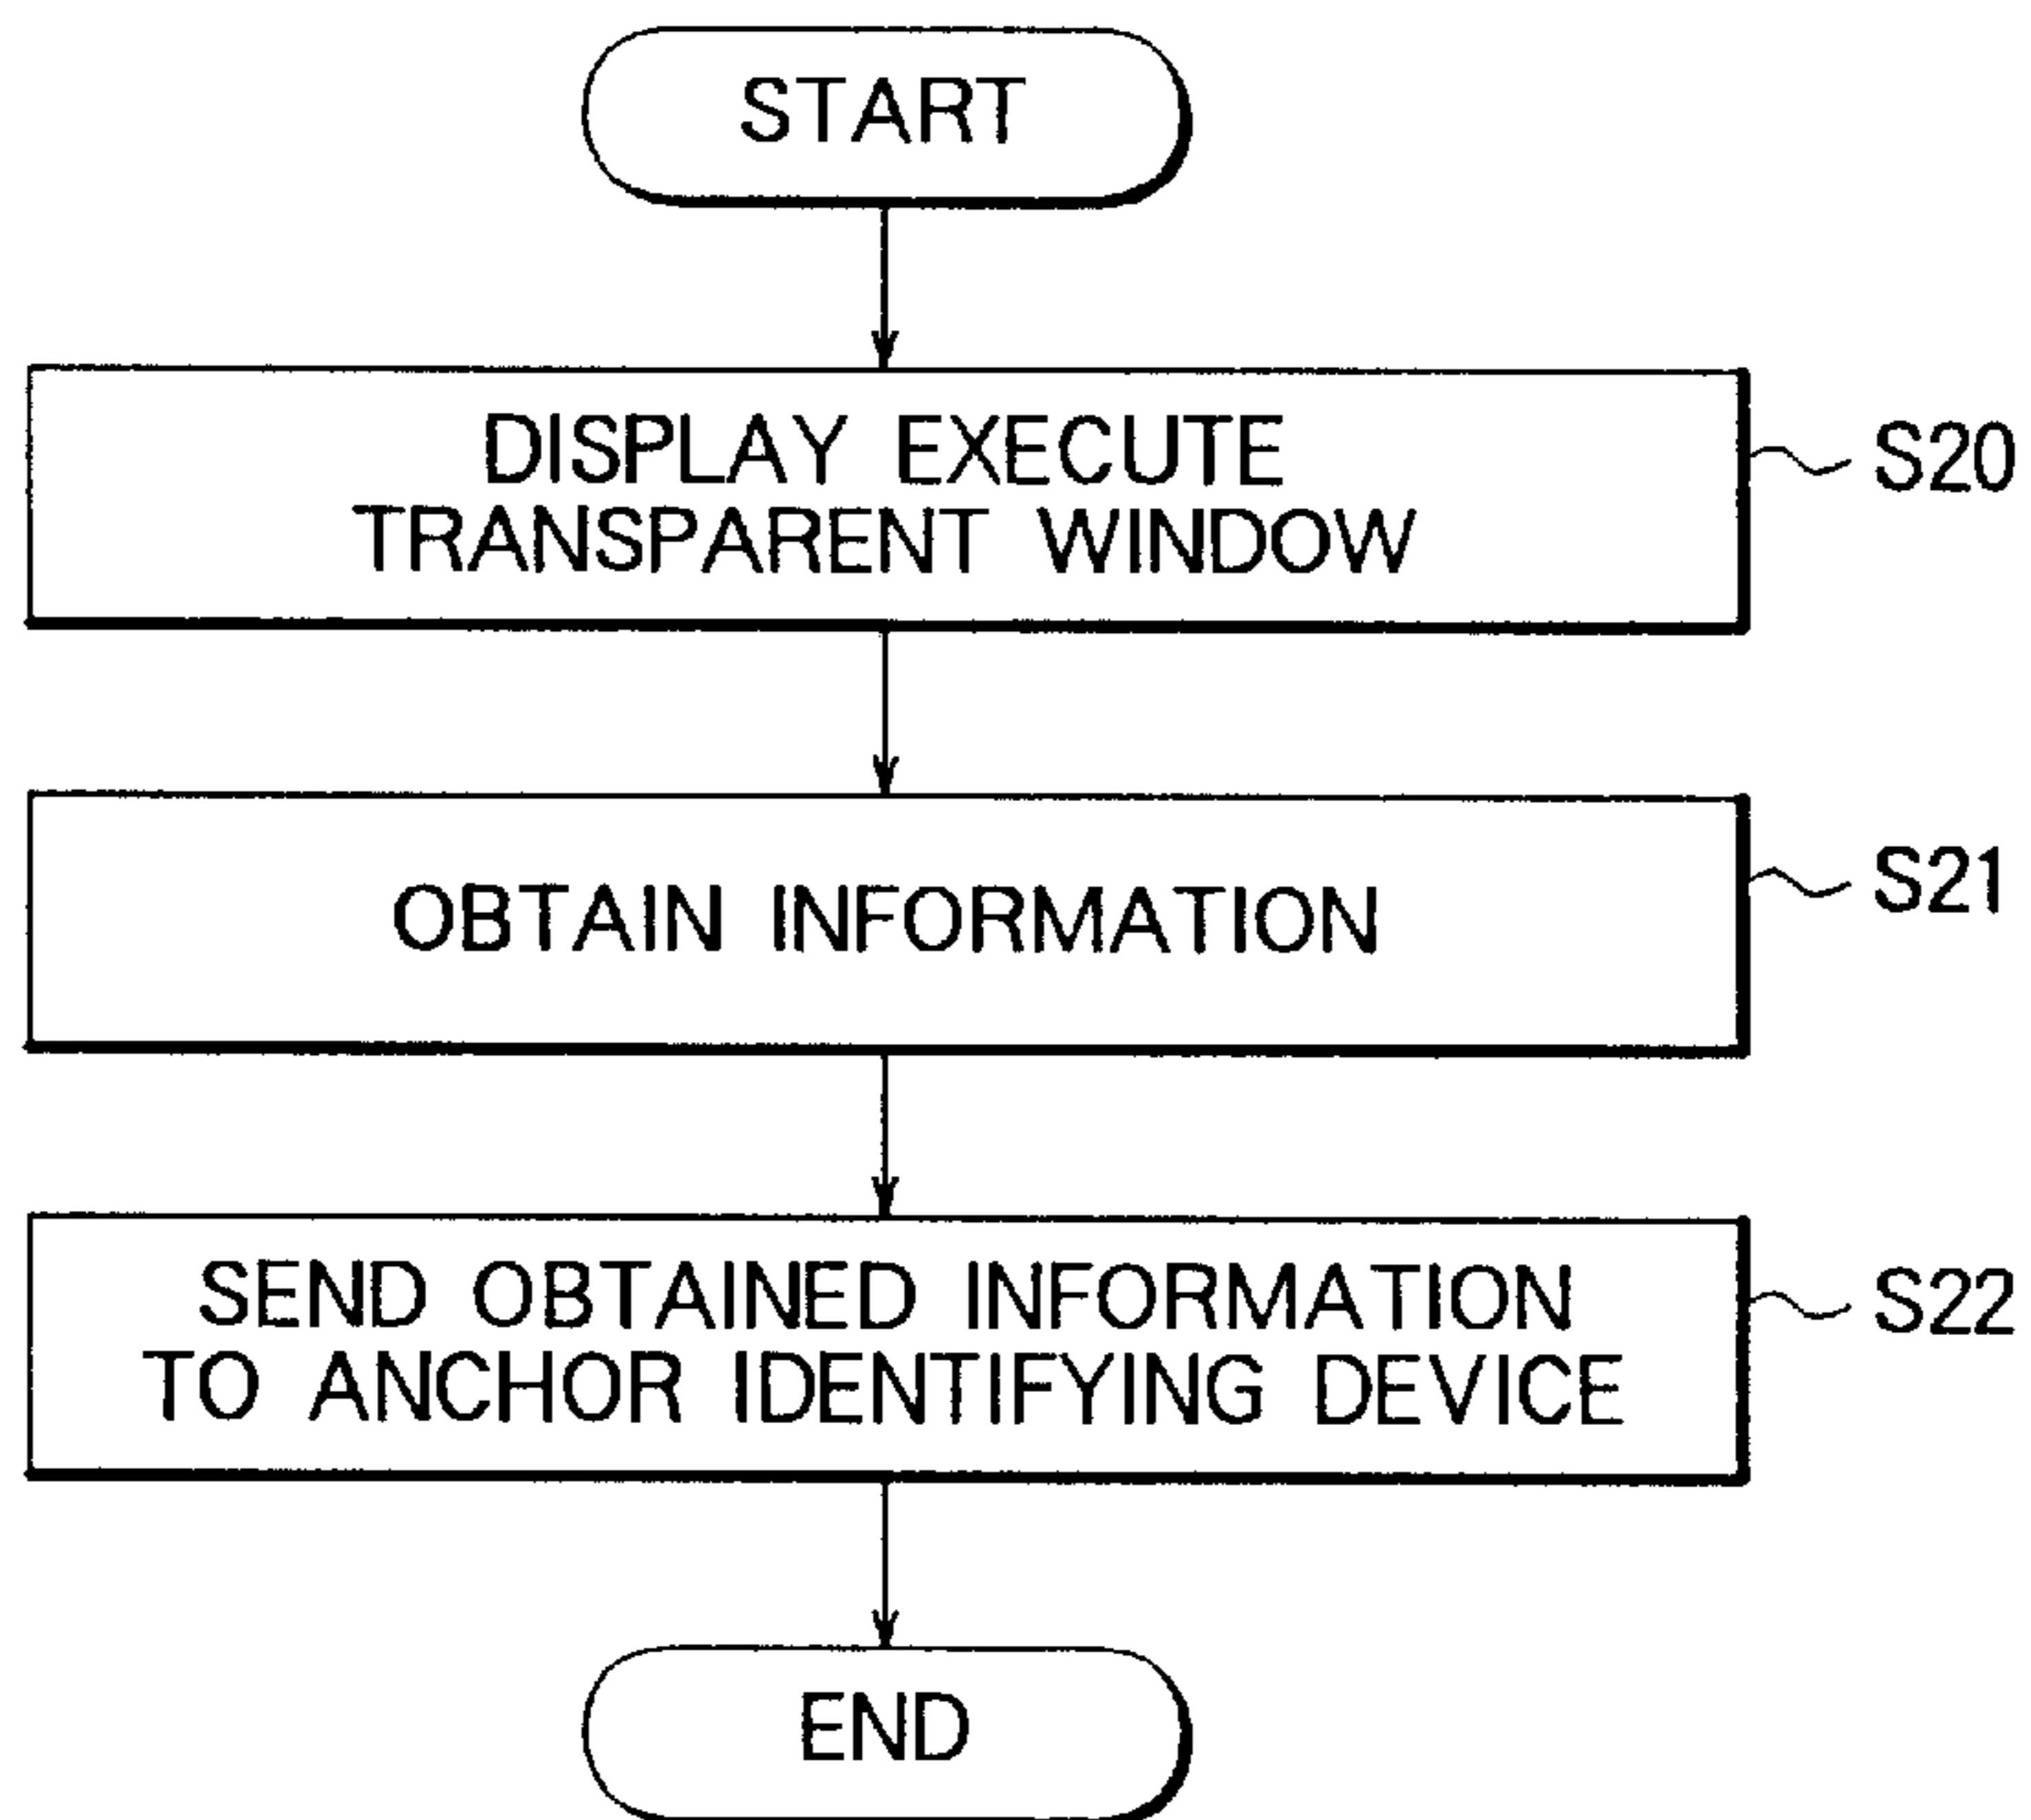 START
DISPLAY EXECUTE
TRANSPARENT WINDOW
S20
OBTAIN INFORMATION
S21
SEND OBTAINED INFORMATION
TO ANCHOR IDENTIFYING DEVICE
S22
END